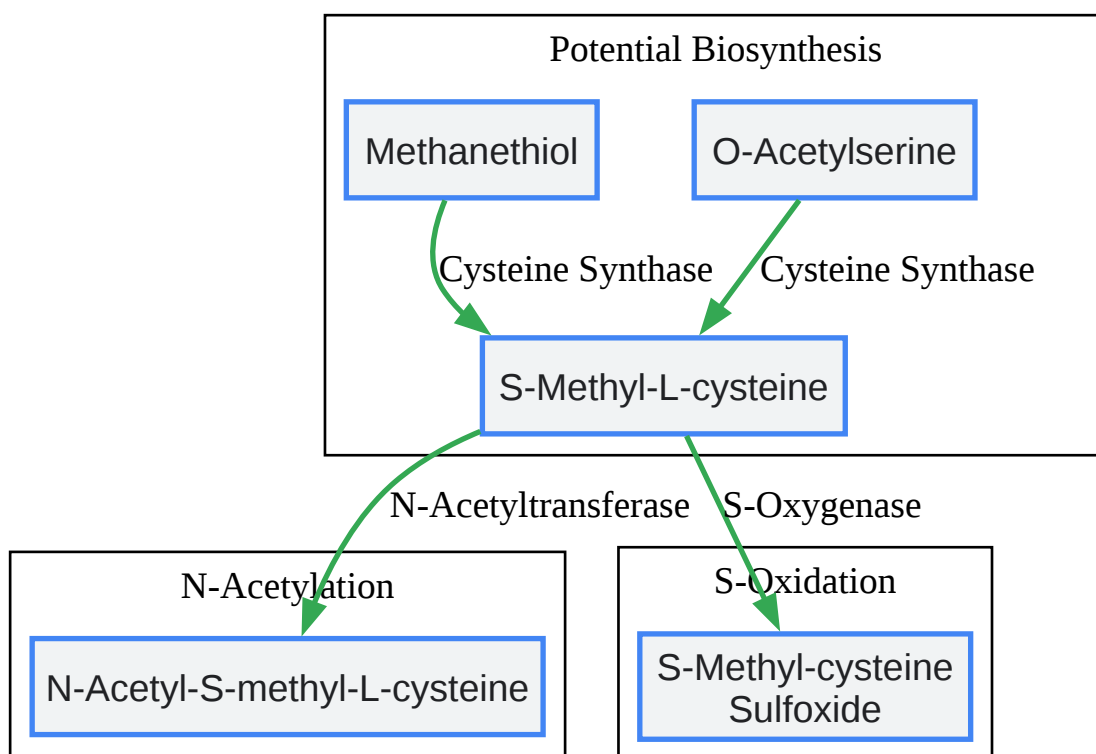 Potential Biosynthesis
Methanethiol
O-Acetylserine
Cysteine Synthase
Cysteine Synthase
S-Methyl-L-cysteine
N-Acetyltransferase
S-Oxygenase
N-Acetylation
S-Oxidation
N-Acetyl-S-methyl-L-cysteine
S-Methyl-cysteine
Sulfoxide